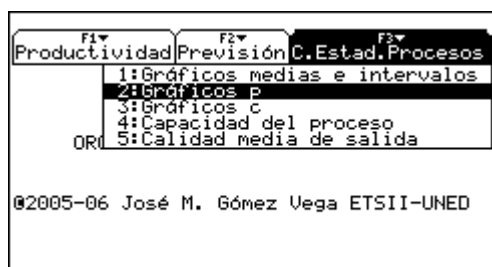 F1▾ F2▾ F3▾
Productividad Previsión C.Estad.Procesos
1:Gráficos medias e intervalos
2:Gráficos p
3:Gráficos c
4:Capacidad del proceso
ORG
5:Calidad media de salida
@2005-06 José M. Gómez Vega ETSII-UNED